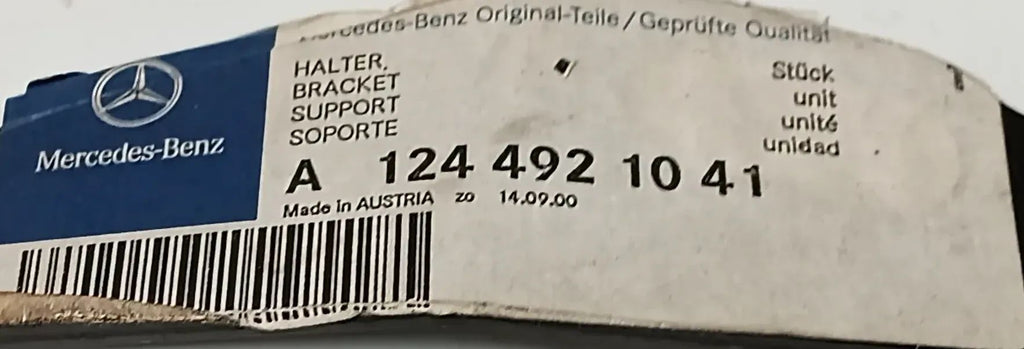 Mercedes-Benz Original-Teile/Geprüfte Qualität
Mercedes-Benz
HALTER.
BRACKET
SUPPORT
SOPORTE
Stück
unit
unité
unidad
1
A 124 492 10 41
Made in AUSTRIA zo 14.09.00